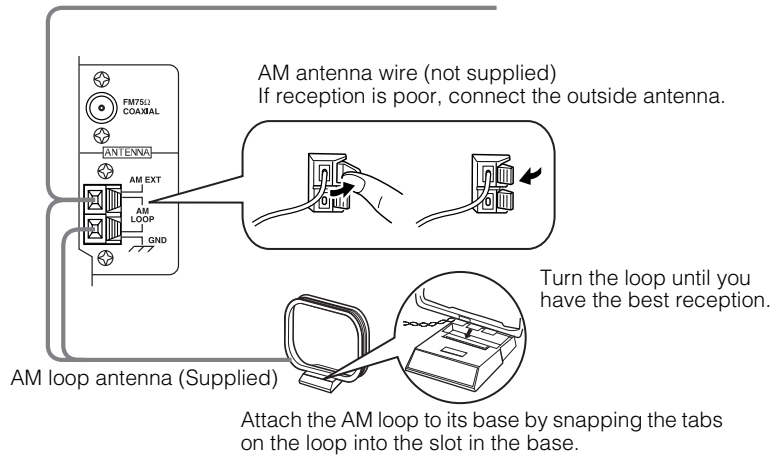 AM antenna wire (not supplied)
If reception is poor, connect the outside antenna.
FM75Ω
COAXIAL
ANTENNA
AM EXT
AM
LOOP
GND
Turn the loop until you
have the best reception.
AM loop antenna (Supplied)
Attach the AM loop to its base by snapping the tabs
on the loop into the slot in the base.